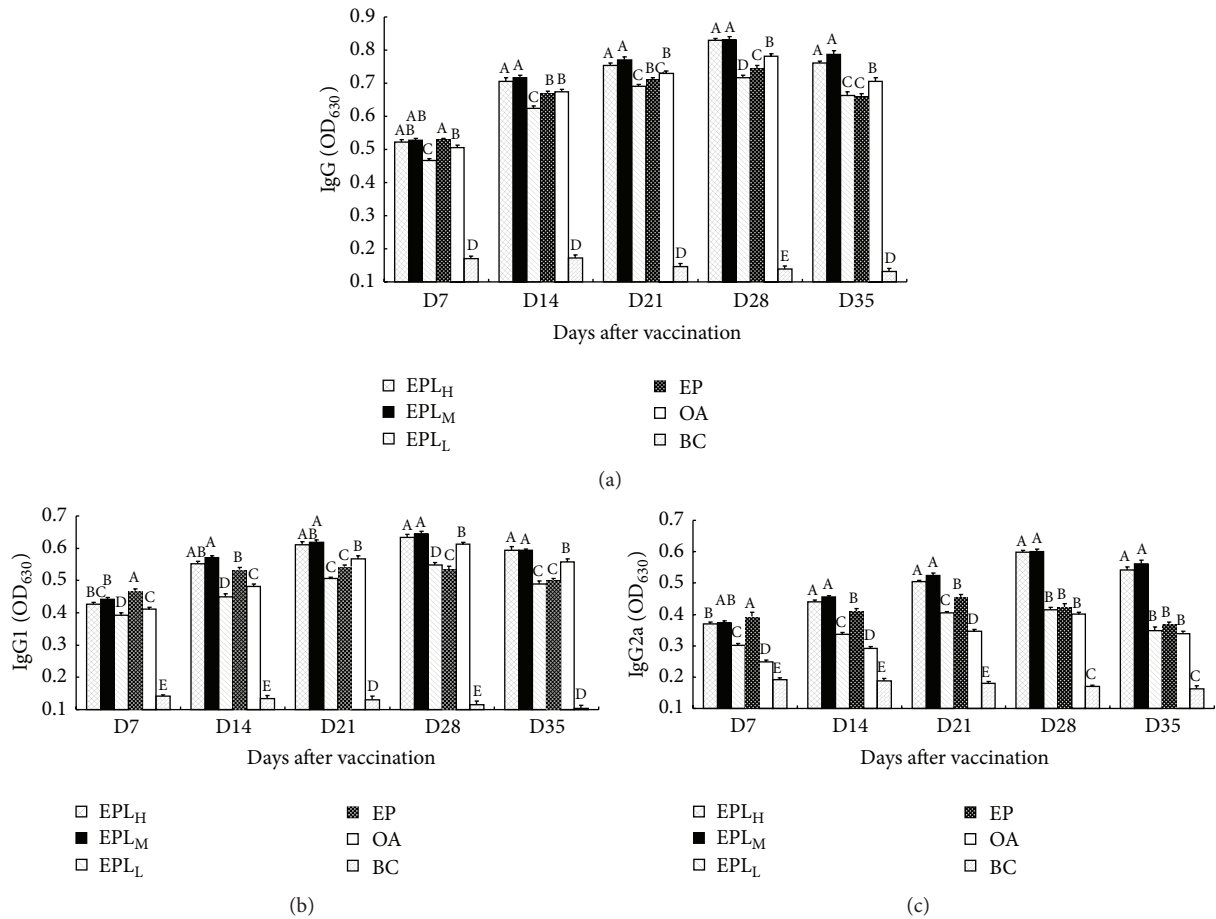 IgG (OD630)
0.9
0.8
0.7
0.6
0.5
0.4
0.3
0.2
0.1
AB AB C A B D
A A C B B D
A A C BC B D
A A D C B E
A A C C B D
D7 D14 D21 D28 D35
Days after vaccination
EPLH EP
EPLM OA
EPLL BC
(a)
IgG1 (OD630)
0.7
0.6
0.5
0.4
0.3
0.2
0.1
BC B D A C E
AB A D B C E
AB A C C B D
A A D C B E
A A C C B D
D7 D14 D21 D28 D35
Days after vaccination
EPLH EP
EPLM OA
EPLL BC
(b)
IgG2a (OD630)
0.7
0.6
0.5
0.4
0.3
0.2
0.1
B AB C A D E
A A C B D E
A A C B D E
A A B B B C
A A B B B C
D7 D14 D21 D28 D35
Days after vaccination
EPLH EP
EPLM OA
EPLL BC
(c)